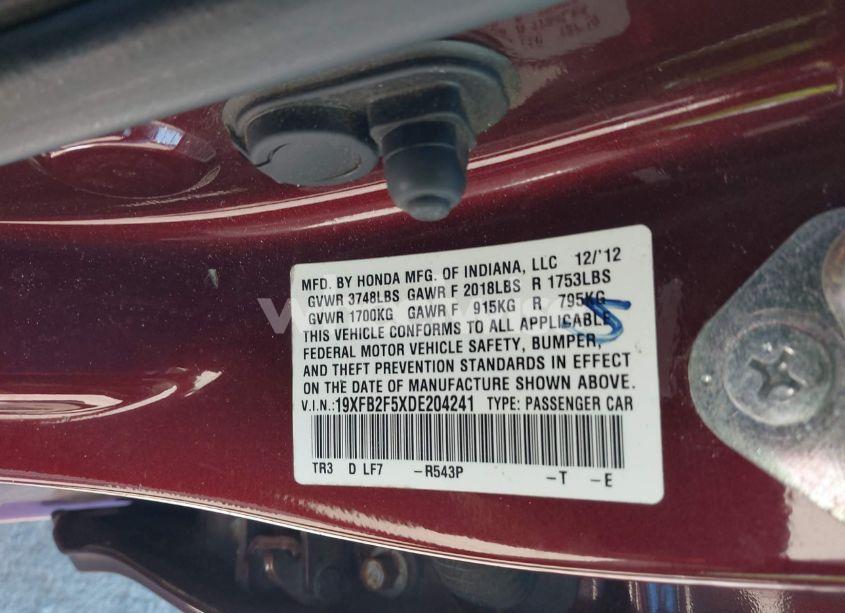 MFD. BY HONDA MFG. OF INDIANA, LLC 12/'12
GVWR 3748LBS GAWR F 2018LBS R 1753LBS
GVWR 1700KG GAWR F 915KG R 795KG
THIS VEHICLE CONFORMS TO ALL APPLICABLE
FEDERAL MOTOR VEHICLE SAFETY, BUMPER,
AND THEFT PREVENTION STANDARDS IN EFFECT
ON THE DATE OF MANUFACTURE SHOWN ABOVE.
V.I.N.:19XFB2F5XDE204241 TYPE: PASSENGER CAR
TR3 D LF7 -R543P -T -E